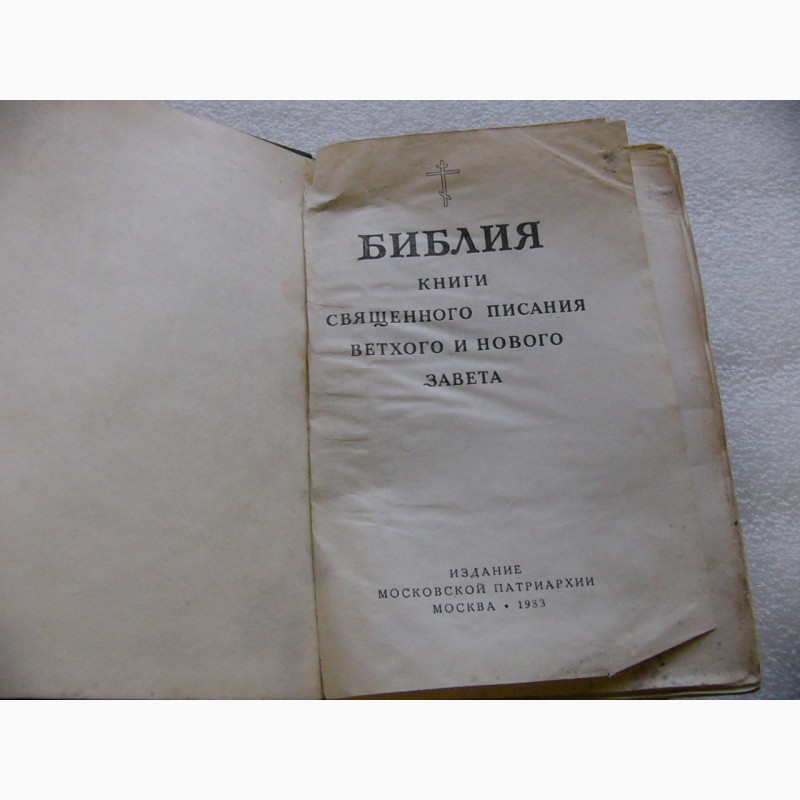 БИБЛИЯ
КНИГИ
СВЯЩЕННОГО ПИСАНИЯ
ВЕТХОГО И НОВОГО
ЗАВЕТА
ИЗДАНИЕ
МОСКОВСКОЙ ПАТРИАРХИИ
МОСКВА • 1983